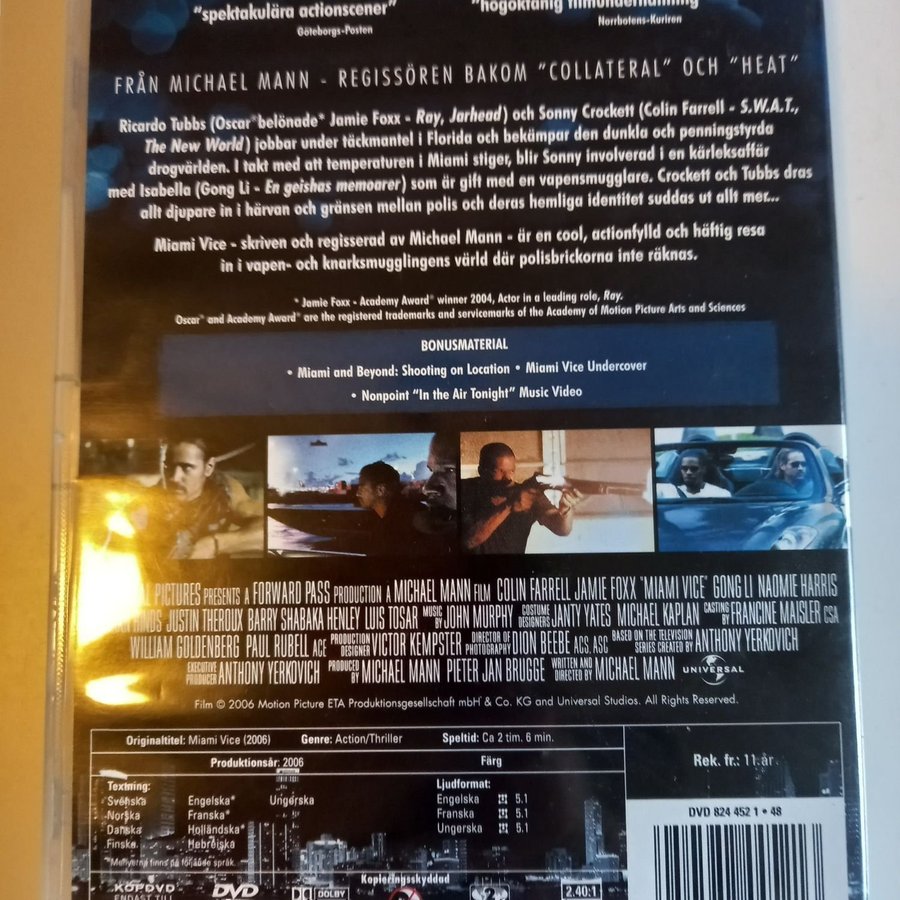 "spektakulära actionscener"
Göteborgs-Posten
"högoktanig filmunderhållning"
Norrbottens-Kuriren
FRÅN MICHAEL MANN - REGISSÖREN BAKOM "COLLATERAL" OCH "HEAT"
Ricardo Tubbs (Oscar®belönade* Jamie Foxx - Ray, Jarhead) och Sonny Crockett (Colin Farrell - S.W.A.T.,
The New World) jobbar under täckmantel i Florida och bekämpar den dunkla och penningstyrda
drogvärlden. I takt med att temperaturen i Miami stiger, blir Sonny involverad i en kärleksaffär
med Isabella (Gong Li - En geishas memoarer) som är gift med en vapensmugglare. Crockett och Tubbs dras
allt djupare in i härvan och gränsen mellan polis och deras hemliga identitet suddas ut allt mer...
Miami Vice - skriven och regisserad av Michael Mann - är en cool, actionfylld och häftig resa
in i vapen- och knarksmugglingens värld där polisbrickorna inte räknas.
* Jamie Foxx - Academy Award® winner 2004, Actor in a leading role, Ray.
Oscar® and Academy Award® are the registered trademarks and servicemarks of the Academy of Motion Picture Arts and Sciences
BONUSMATERIAL
• Miami and Beyond: Shooting on Location • Miami Vice Undercover
• Nonpoint "In the Air Tonight" Music Video
PICTURES PRESENTS A FORWARD PASS PRODUCTION A MICHAEL MANN FILM COLIN FARRELL JAMIE FOXX "MIAMI VICE" GONG LI NAOMIE HARRIS
HINDS JUSTIN THEROUX BARRY SHABAKA HENLEY LUIS TOSAR MUSIC BY JOHN MURPHY COSTUME DESIGNERS JANTY YATES MICHAEL KAPLAN CASTING BY FRANCINE MAISLER CSA
WILLIAM GOLDENBERG PAUL RUBELL ACE PRODUCTION DESIGNER VICTOR KEMPSTER DIRECTOR OF PHOTOGRAPHY DION BEEBE ACS, ASC BASED ON THE TELEVISION SERIES CREATED BY ANTHONY YERKOVICH
EXECUTIVE PRODUCER ANTHONY YERKOVICH PRODUCED BY MICHAEL MANN PIETER JAN BRUGGE WRITTEN AND DIRECTED BY MICHAEL MANN UNIVERSAL
Film © 2006 Motion Picture ETA Produktionsgesellschaft mbH & Co. KG and Universal Studios. All Rights Reserved.
Originaltitel: Miami Vice (2006) Genre: Action/Thriller Speltid: Ca 2 tim. 6 min.
Produktionsår: 2006 Färg
Rek. fr.: 11 år
Textning:
Svenska Engelska* Ungerska
Norska Franska*
Danska Holländska*
Finska Hebreiska
*Menyerna finns på följande språk.
Ljudformat:
Engelska 5.1
Franska 5.1
Ungerska 5.1
DVD 824 452 1 • 48
Kopieringsskyddad
KÖPDVD
ENDAST TILL
DVD
DOLBY
2
2.40:1